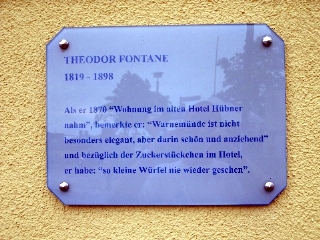 THEODOR FONTANE
1819 - 1898
Als er 1870 "Wohnung im alten Hotel Hübner
nahm", bemerkte er: "Warnemünde ist nicht
besonders elegant, aber darin schön und anziehend"
und bezüglich der Zuckerstückchen im Hotel,
er habe: "so kleine Würfel nie wieder gesehen".